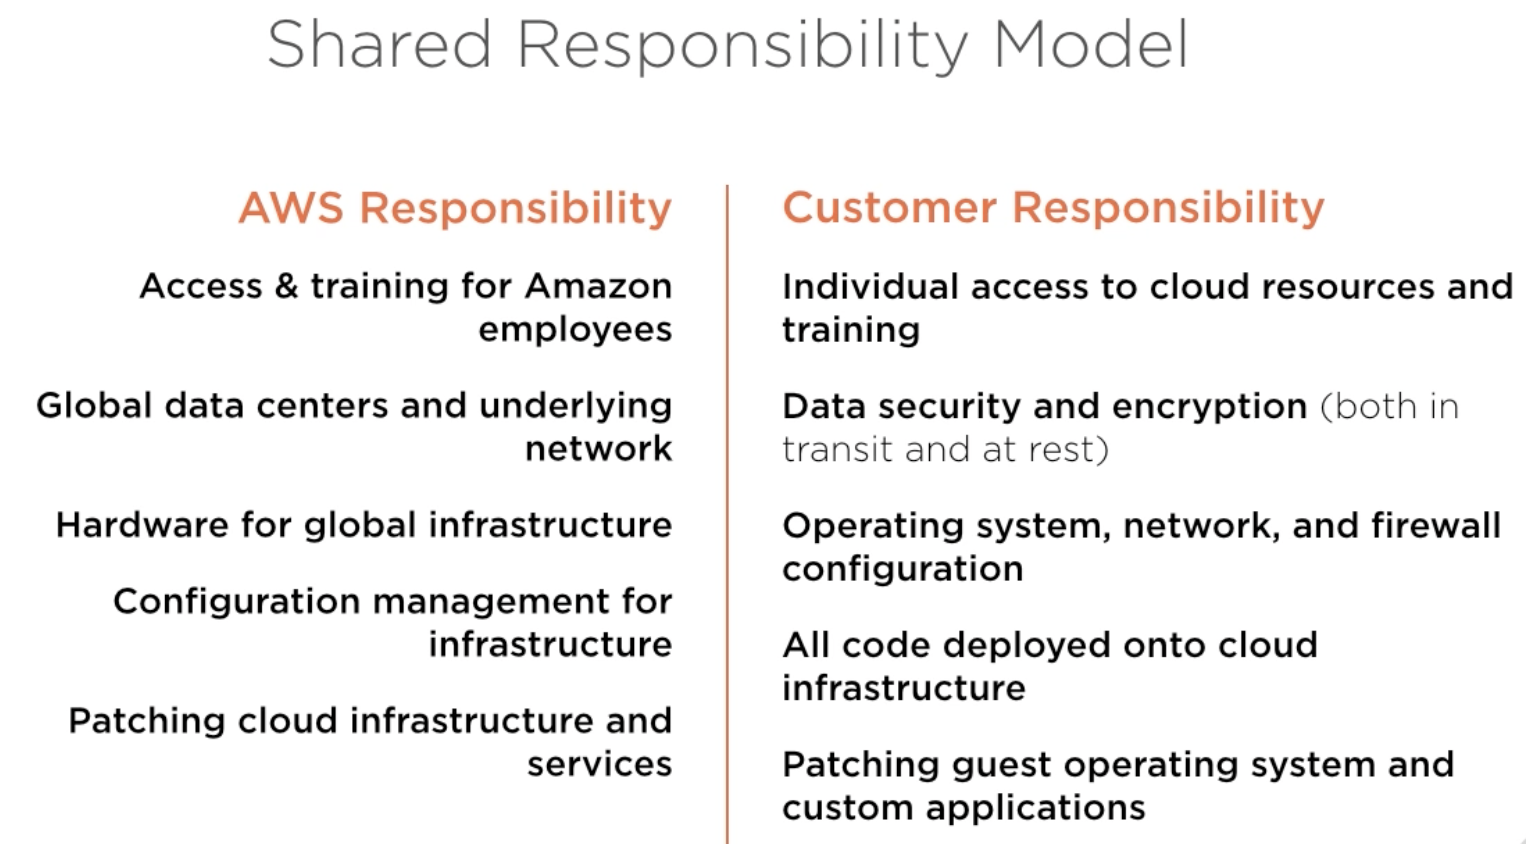 Shared Responsibility Model
AWS Responsibility
Access & training for Amazon
employees
Global data centers and underlying
network
Hardware for global infrastructure
Configuration management for
infrastructure
Patching cloud infrastructure and
services
Customer Responsibility
Individual access to cloud resources and
training
Data security and encryption (both in
transit and at rest)
Operating system, network, and firewall
configuration
All code deployed onto cloud
infrastructure
Patching guest operating system and
custom applications